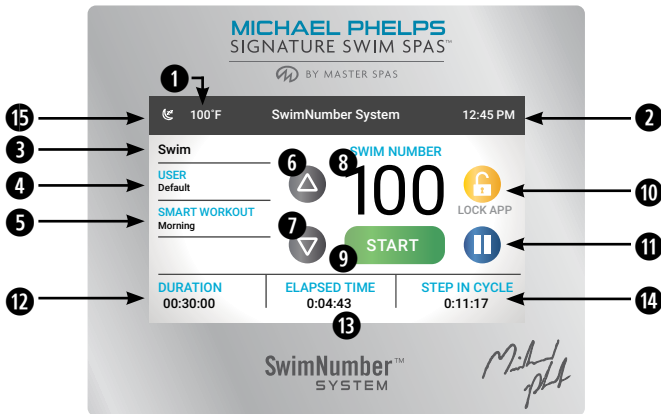 MICHAEL PHELPS
SIGNATURE SWIM SPAS™
BY MASTER SPAS
1
15
100°F
SwimNumber System
12:45 PM
2
3
Swim
6
8
SWIM NUMBER
4
USER
Default
100
10
LOCK APP
5
SMART WORKOUT
Morning
7
9
START
11
12
DURATION
00:30:00
ELAPSED TIME
0:04:43
STEP IN CYCLE
0:11:17
14
13
SwimNumber™
SYSTEM